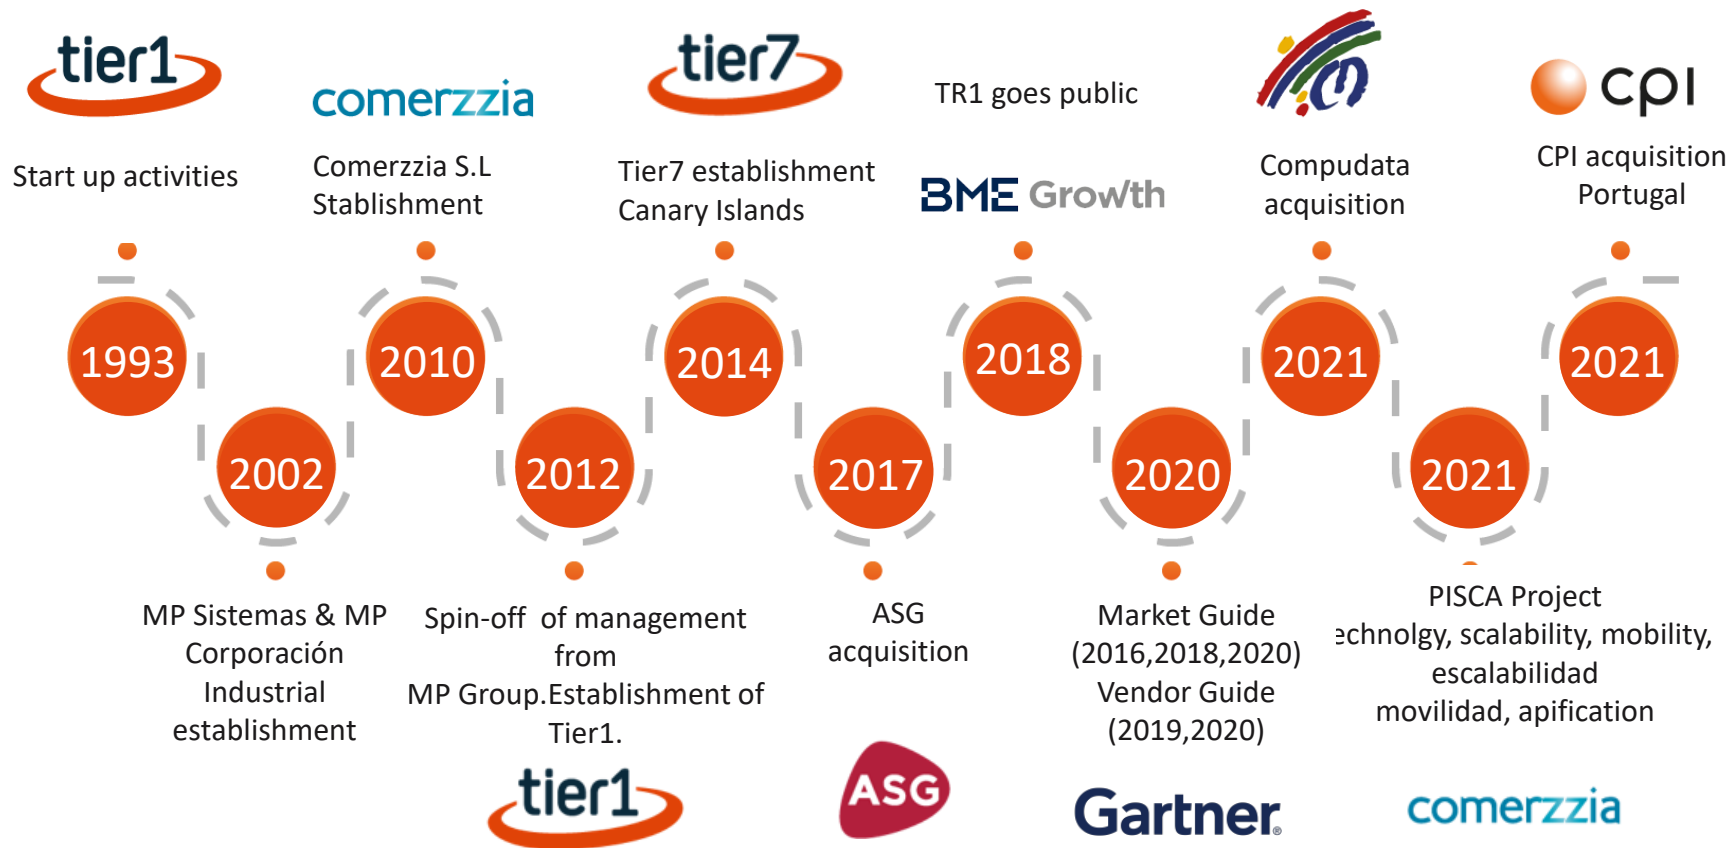 tier1
Start up activities
1993
2002
MP Sistemas & MP
Corporación
Industrial
establishment
comerzzia
Comerzzia S.L
Stablishment
2010
2012
Spin-off of management
from
MP Group.Establishment of
Tier1.
tier1
tier7
Tier7 establishment
Canary Islands
2014
2017
ASG
acquisition
ASG
TR1 goes public
BME Growth
2018
2020
Market Guide
(2016,2018,2020)
Vendor Guide
(2019,2020)
Gartner®
Compudata
acquisition
2021
2021
PISCA Project
echnolgy, scalability, mobility,
escalabilidad
movilidad, apification
comerzzia
cpi
CPI acquisition
Portugal
2021